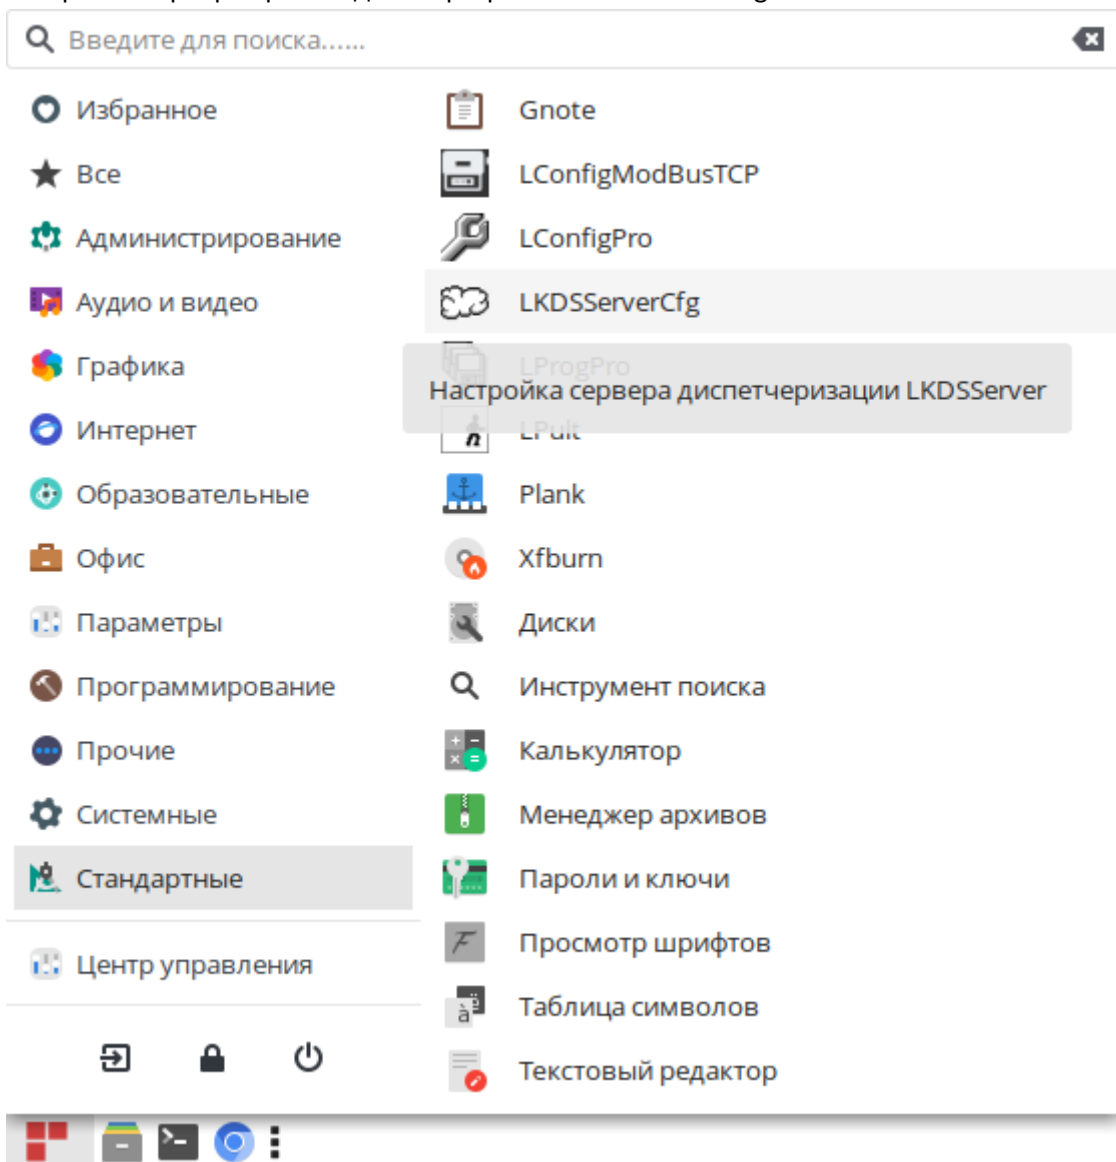 Введите для поиска......
Избранное
Все
Администрирование
Аудио и видео
Графика
Интернет
Образовательные
Офис
Параметры
Программирование
Прочие
Системные
Стандартные
Центр управления
Gnote
LConfigModBusTCP
LConfigPro
LKDSServerCfg
LProgPro
Настройка сервера диспетчеризации LKDSServer
LPult
Plank
Xfburn
Диски
Инструмент поиска
Калькулятор
Менеджер архивов
Пароли и ключи
Просмотр шрифтов
Таблица символов
Текстовый редактор